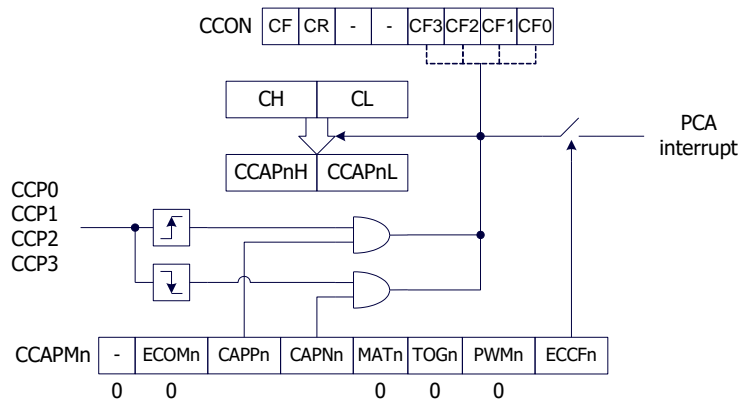 CCON CF CR - - CF3 CF2 CF1 CF0
CH CL
PCA
interrupt
CCAPnH CCAPnL
CCP0
CCP1
CCP2
CCP3
CCAPMn - ECOMn CAPPn CAPNn MATn TOGn PWMn ECCFn
0 0 0 0 0